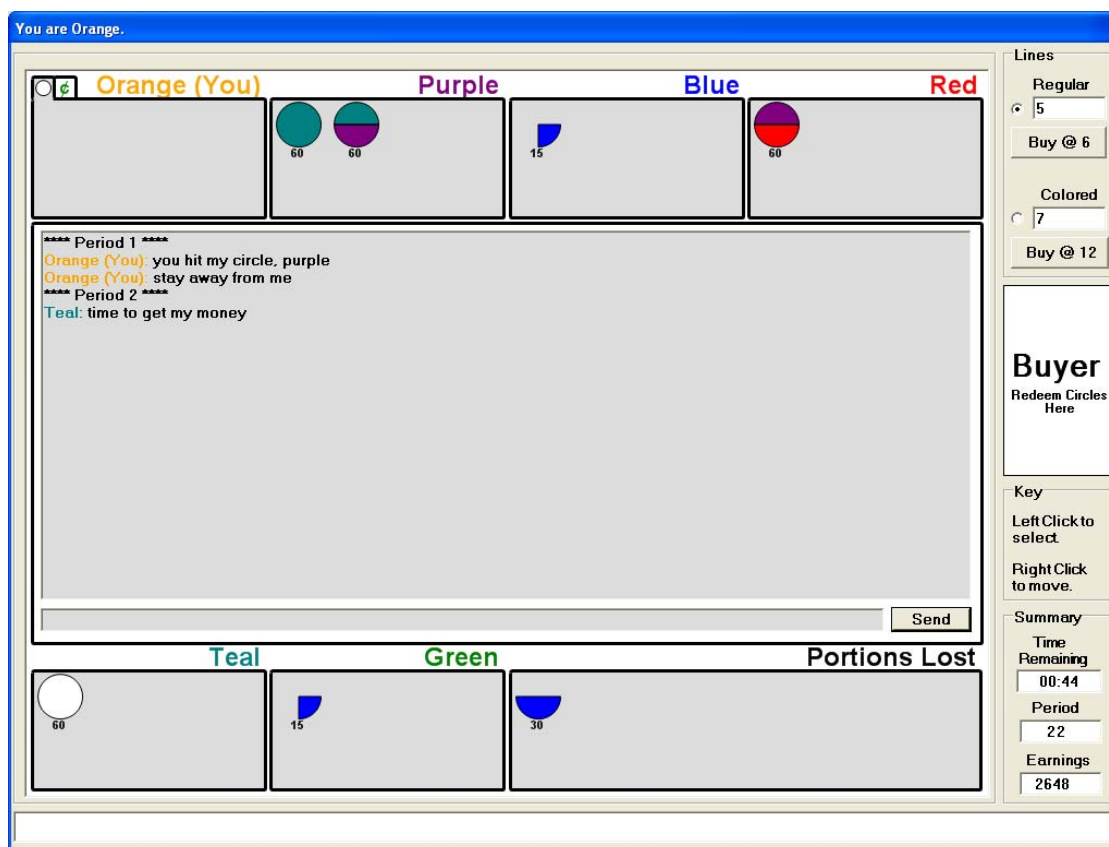 You are Orange.
¢ Orange (You) Purple Blue Red
60 60 15 60
**** Period 1 ****
Orange (You): you hit my circle, purple
Orange (You): stay away from me
**** Period 2 ****
Teal: time to get my money
Send
Teal Green Portions Lost
60 15 30
Lines
Regular
5
Buy @ 6
Colored
7
Buy @ 12
Buyer
Redeem Circles
Here
Key
Left Click to
select.
Right Click
to move.
Summary
Time
Remaining
00:44
Period
22
Earnings
2648